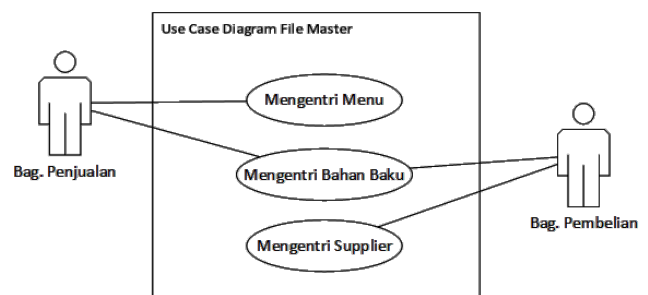 Use Case Diagram File Master
Mengentri Menu
Bag. Penjualan
Mengentri Bahan Baku
Bag. Pembelian
Mengentri Supplier